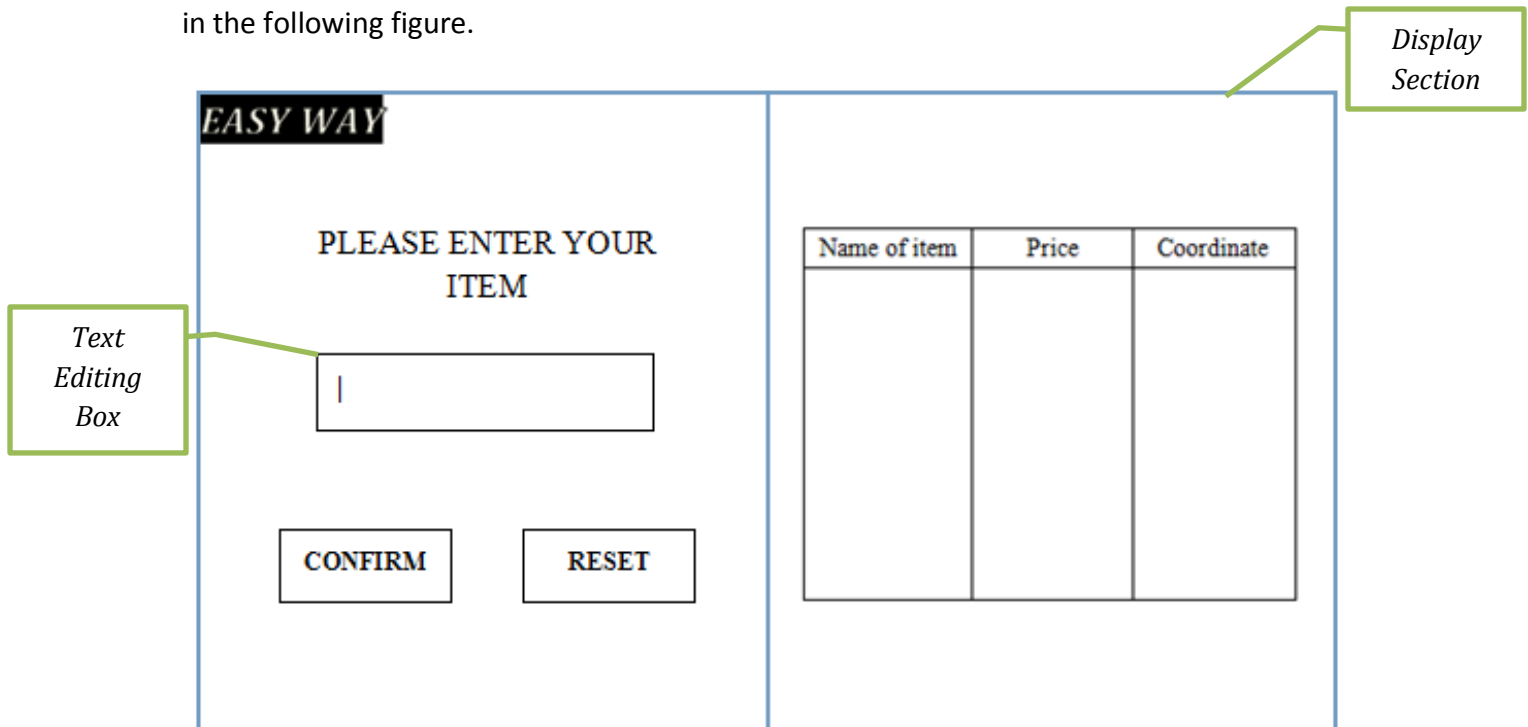 in the following figure.
Display
Section
EASY WAY
PLEASE ENTER YOUR
ITEM
Text
Editing
Box
CONFIRM
RESET
Name of item
Price
Coordinate